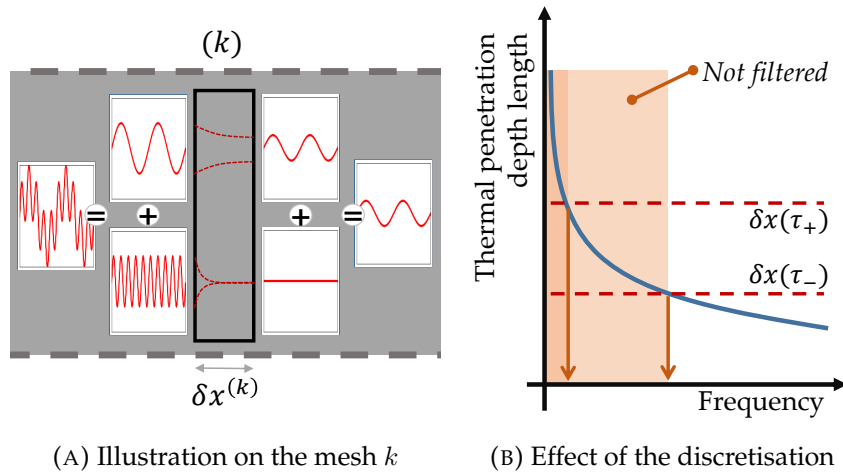 (k)
=
+
+
=
δx^(k)
(A) Illustration on the mesh k
Thermal penetration
depth length
Not filtered
δx(τ₊)
δx(τ₋)
Frequency
(B) Effect of the discretisation